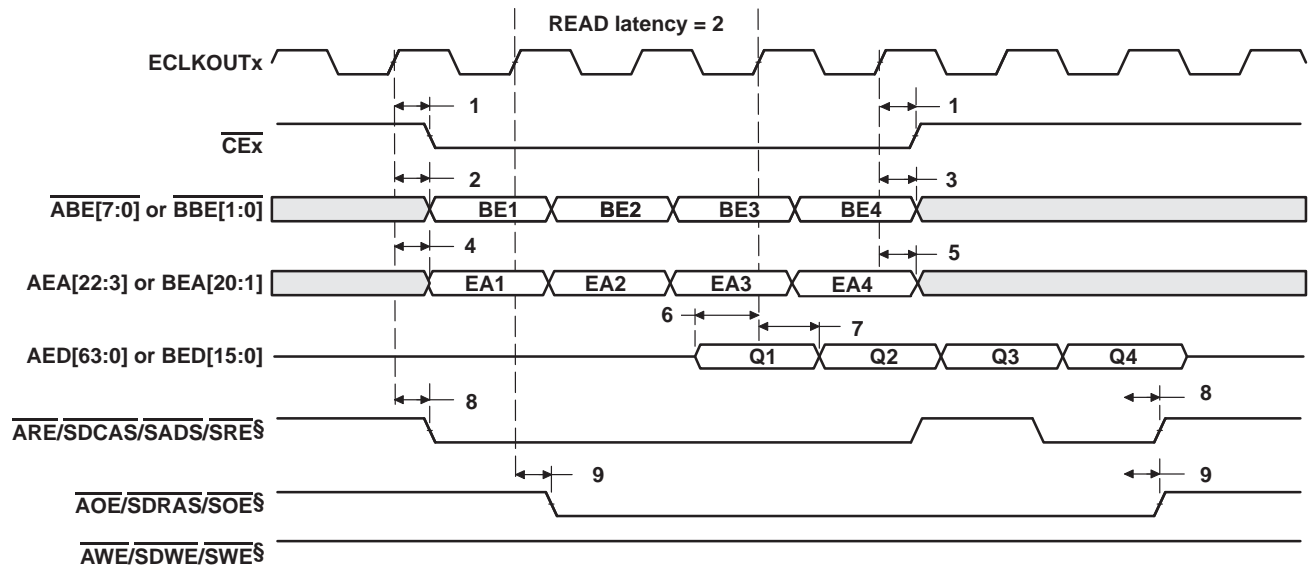 READ latency = 2
ECLKOUTx
1 1
CEx
2 3
ABE[7:0] or BBE[1:0] BE1 BE2 BE3 BE4
4 5
AEA[22:3] or BEA[20:1] EA1 EA2 EA3 EA4
6 7
AED[63:0] or BED[15:0] Q1 Q2 Q3 Q4
8 8
ARE/SDCAS/SADS/SRE§
9 9
AOE/SDRAS/SOE§
AWE/SDWE/SWE§